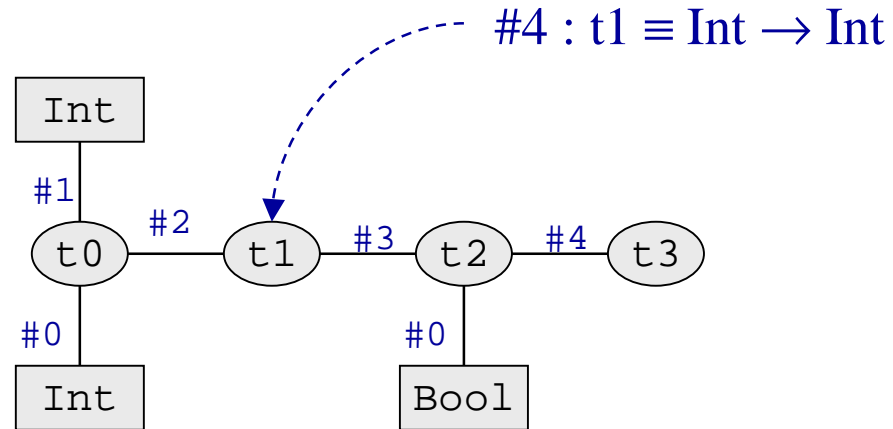 #4 : t1 ≡ Int → Int
Int
#1
#2
t0
t1
#3
t2
#4
t3
#0
#0
Int
Bool